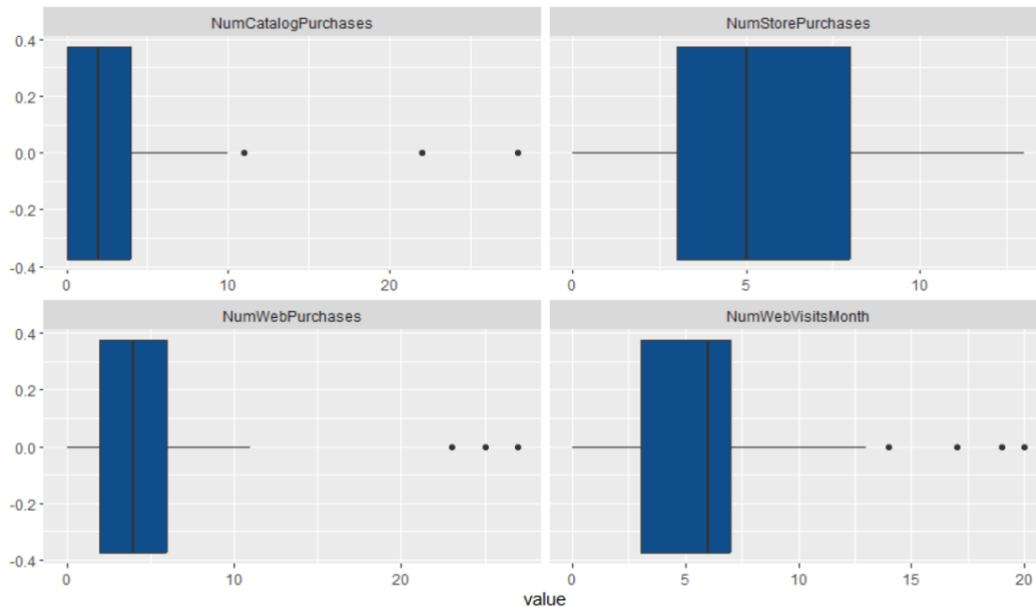 NumCatalogPurchases
NumStorePurchases
0.4
0.2
0.0
-0.2
-0.4
0 10 20
0 5 10
NumWebPurchases
NumWebVisitsMonth
0.4
0.2
0.0
-0.2
-0.4
0 10 20
0 5 10 15 20
value